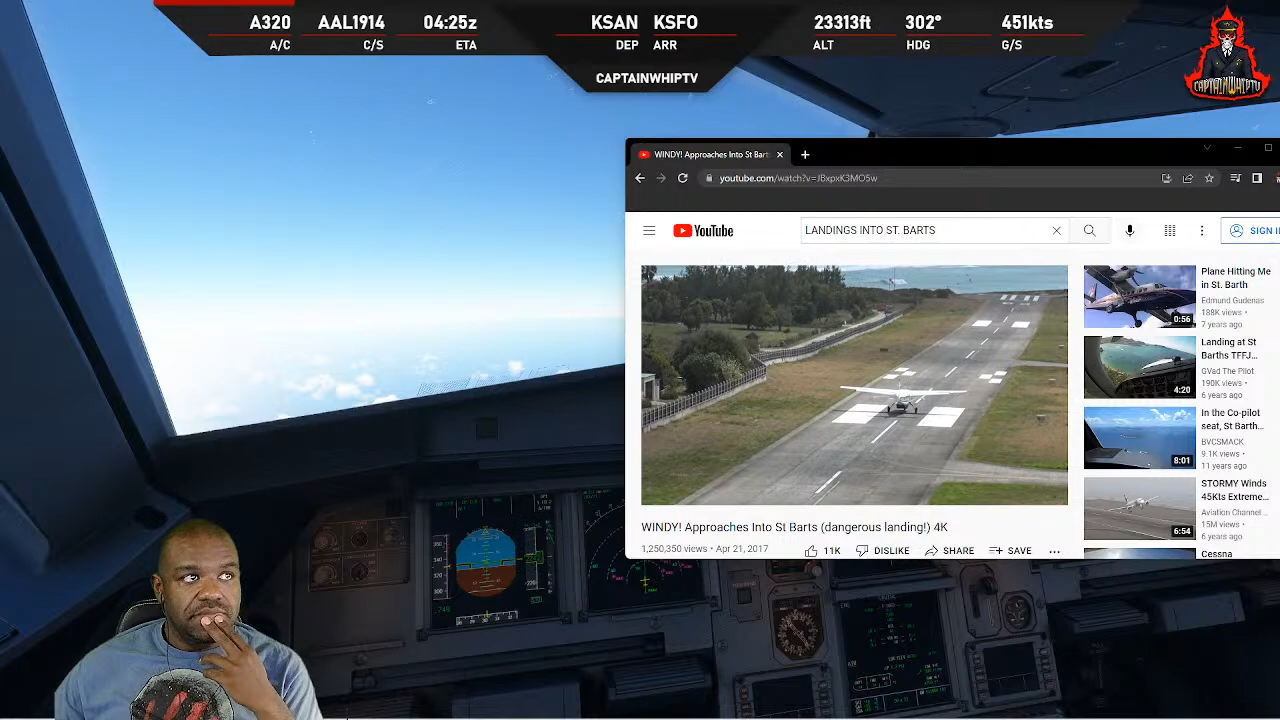 A320 AAL1914 04:25z KSAN KSFO 23313ft 302° 451kts
A/C C/S ETA DEP ARR ALT HDG G/S
CAPTAINWHIPTV
CAPTAINWHIPTV
WINDY! Approaches Into St Bart
youtube.com/watch?v=JBxpxK3MO5w
YouTube
LANDINGS INTO ST. BARTS
SIGN I
Plane Hitting Me
in St. Barth
Edmund Gudenas
188K views •
7 years ago
0:56
Landing at St
Barths TFFJ...
GVad The Pilot
190K views •
6 years ago
4:20
In the Co-pilot
seat, St Barth...
BVCSMACK
9.1K views •
11 years ago
8:01
STORMY Winds
45Kts Extreme...
Aviation Channel ...
15M views •
6 years ago
6:54
Cessna
WINDY! Approaches Into St Barts (dangerous landing!) 4K
1,250,350 views • Apr 21, 2017
11K DISLIKE SHARE SAVE ...